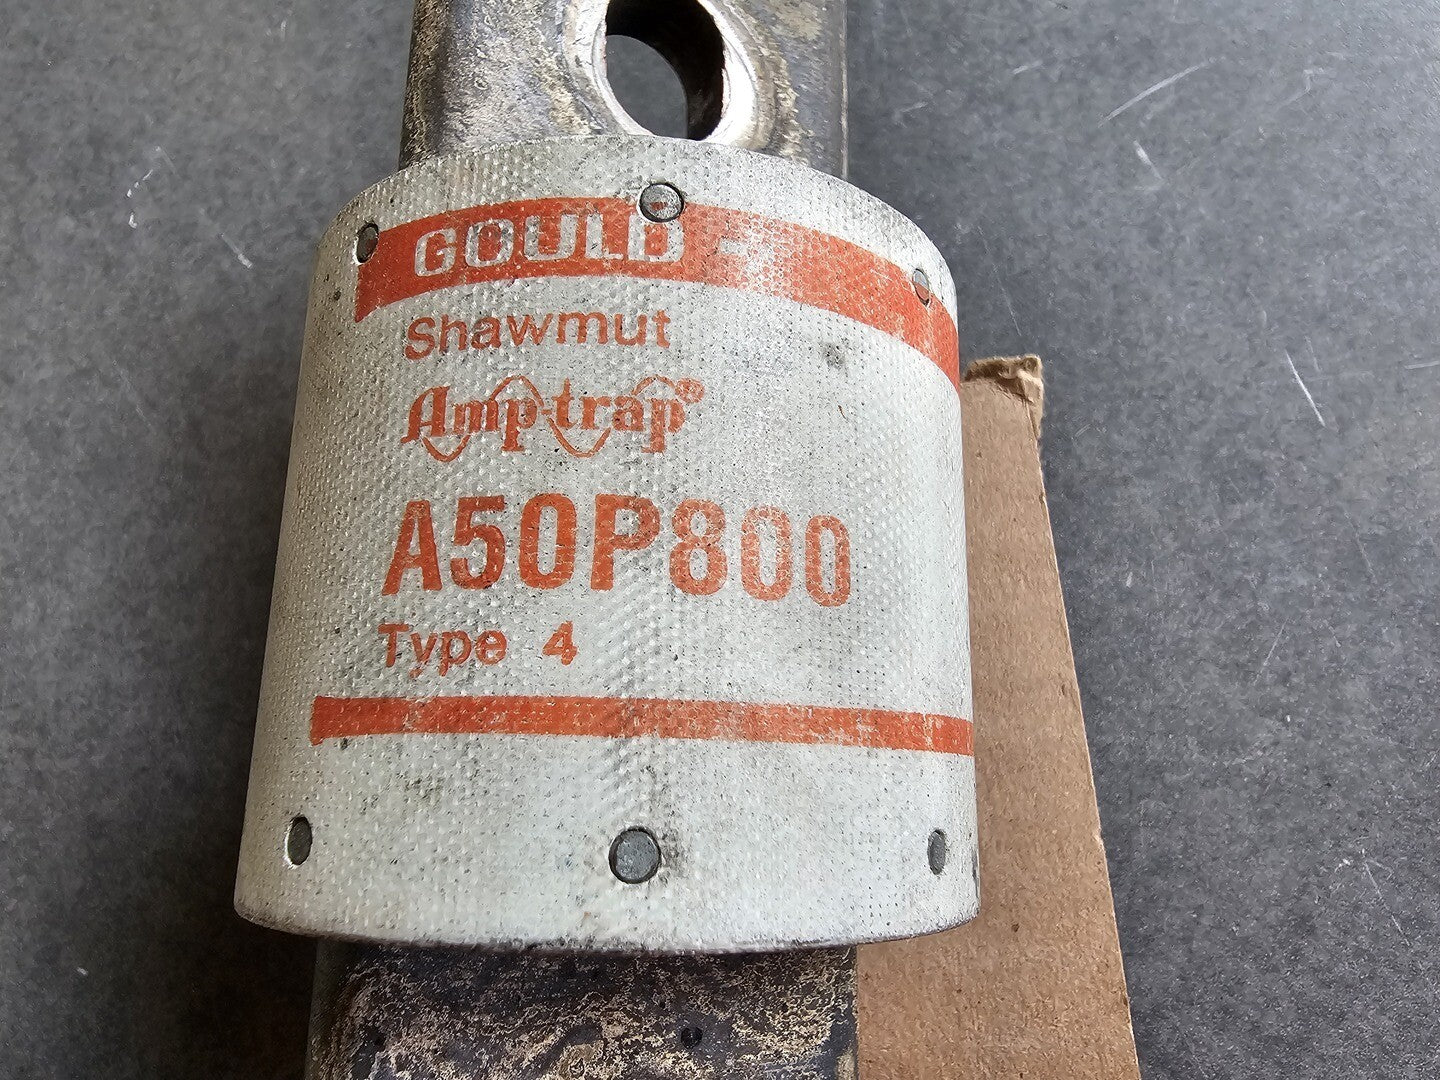 GOULD
Shawmut
Amp-trap®
A50P800
Type 4